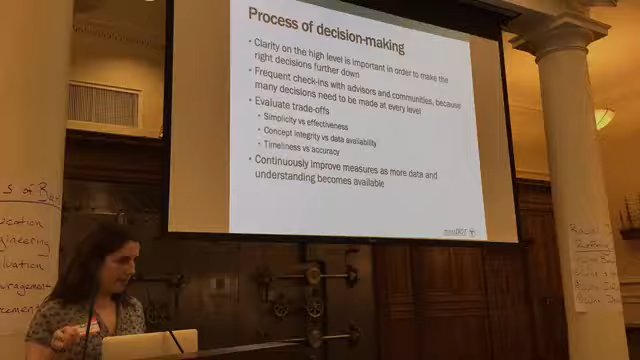 Process of decision-making
• Clarity on the high level is important in order to make the
right decisions further down
• Frequent check-ins with advisors and communities, because
many decisions need to be made at every level
• Evaluate trade-offs
• Simplicity vs effectiveness
• Concept integrity vs data availability
• Timeliness vs accuracy
• Continuously improve measures as more data and
understanding becomes available